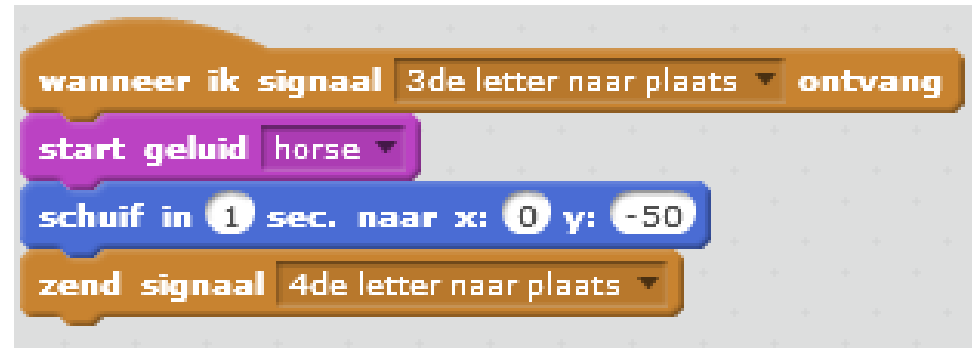 wanneer ik signaal 3de letter naar plaats ontvang
start geluid horse
schuif in 1 sec. naar x: 0 y: -50
zend signaal 4de letter naar plaats